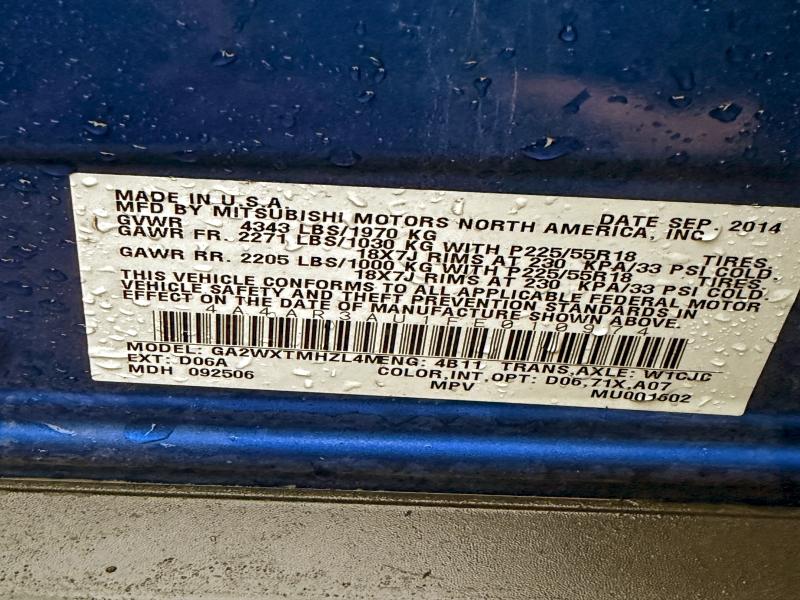 MADE IN U.S.A.
MFD BY MITSUBISHI MOTORS NORTH AMERICA, INC. DATE SEP. 2014
GVWR 4343 LBS/1970 KG
GAWR FR. 2271 LBS/1030 KG WITH P225/55R18 TIRES,
18X7J RIMS AT 230 KPA/33 PSI COLD.
GAWR RR. 2205 LBS/1000 KG WITH P225/55R18 TIRES,
18X7J RIMS AT 230 KPA/33 PSI COLD.
THIS VEHICLE CONFORMS TO ALL APPLICABLE FEDERAL MOTOR
VEHICLE SAFETY AND THEFT PREVENTION STANDARDS IN
EFFECT ON THE DATE OF MANUFACTURE SHOWN ABOVE.
MODEL: GA2WXTMHZL4M ENG: 4B11 TRANS,AXLE: W1CJC
EXT: D06A COLOR,INT.OPT: D06,71X,A07
MDH 092506 MPV MU001602